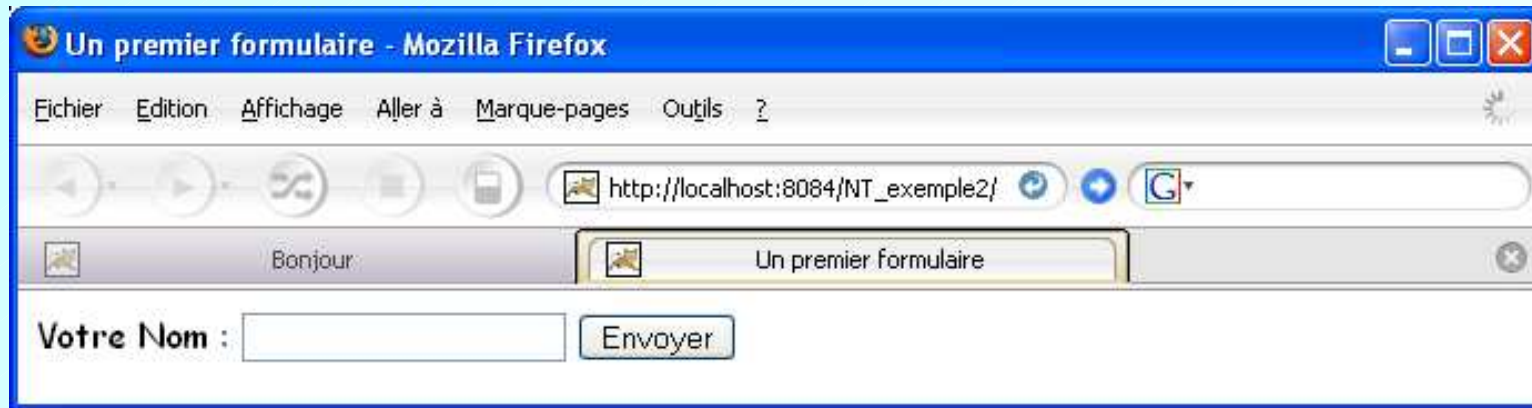 Un premier formulaire - Mozilla Firefox
Fichier Edition Affichage Aller à Marque-pages Outils ?
http://localhost:8084/NT_exemple2/ G
Bonjour Un premier formulaire
Votre Nom : Envoyer